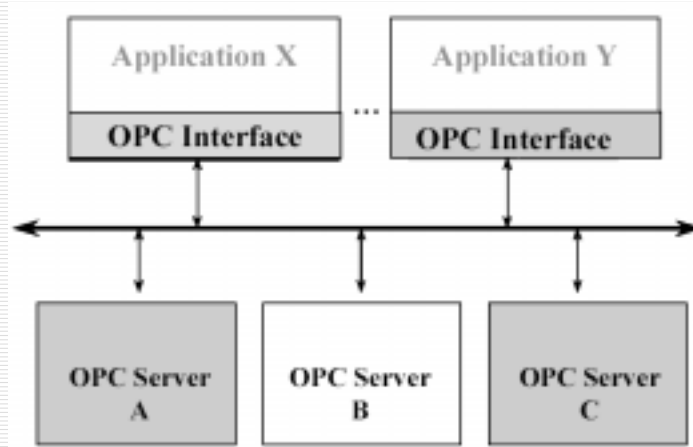 Application X
Application Y
...
OPC Interface
OPC Interface
OPC Server
A
OPC Server
B
OPC Server
C